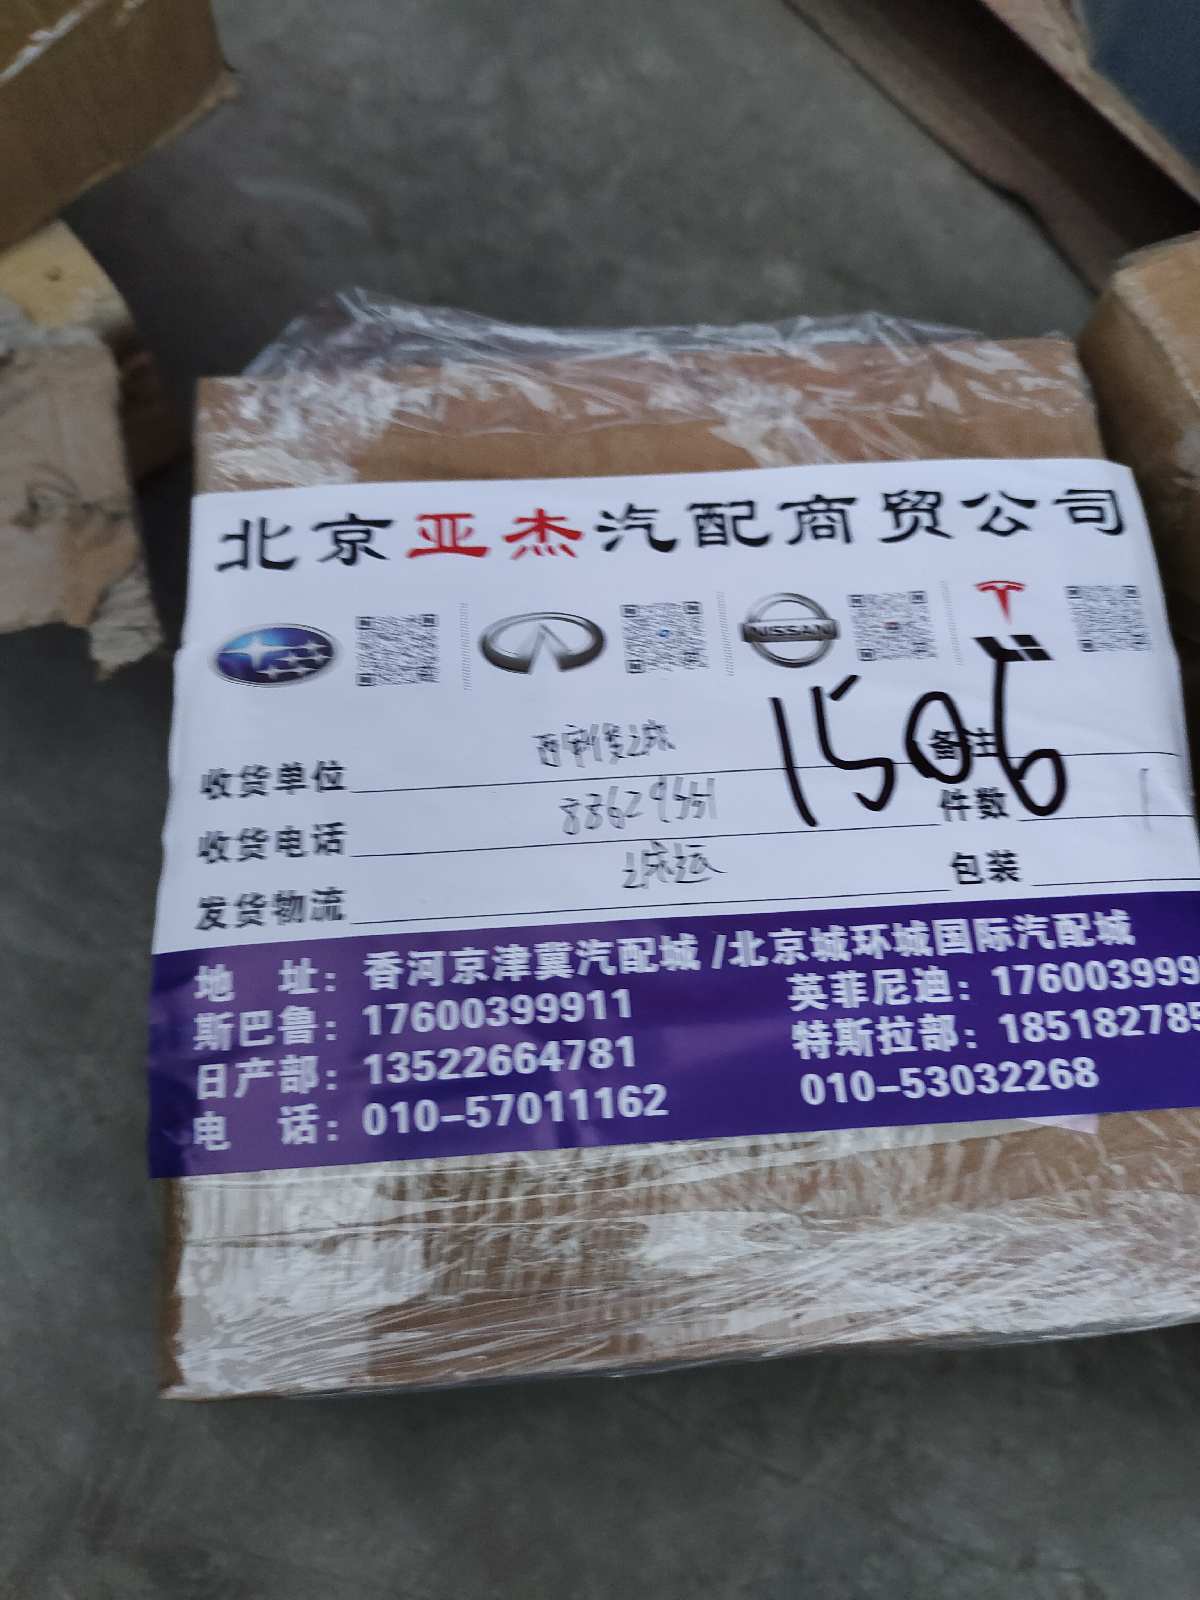 北京亚杰汽配商贸公司
NISSAN
1506
收货单位 备注
收货电话 88629551 件数
发货物流 包装
地 址：香河京津冀汽配城 /北京城环城国际汽配城
斯巴鲁：17600399911 英菲尼迪：176003999
日产部：13522664781 特斯拉部：185182785
电 话：010-57011162 010-53032268